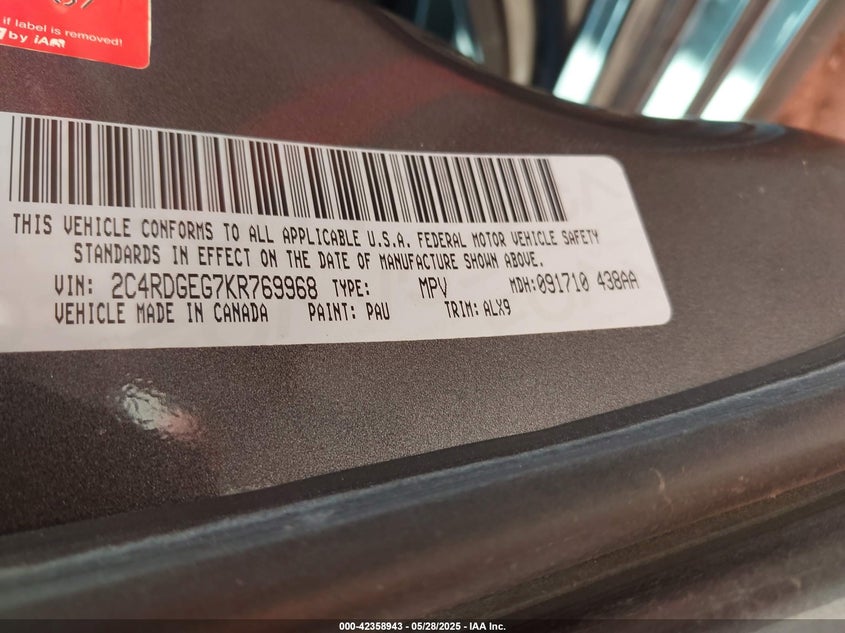 if label is removed!
by iAA
THIS VEHICLE CONFORMS TO ALL APPLICABLE U.S.A. FEDERAL MOTOR VEHICLE SAFETY
STANDARDS IN EFFECT ON THE DATE OF MANUFACTURE SHOWN ABOVE.
VIN: 2C4RDGEG7KR769968 TYPE: MPV MDH:091710 438AA
VEHICLE MADE IN CANADA PAINT: PAU TRIM: ALX9
000-42358943 - 05/28/2025 - IAA Inc.